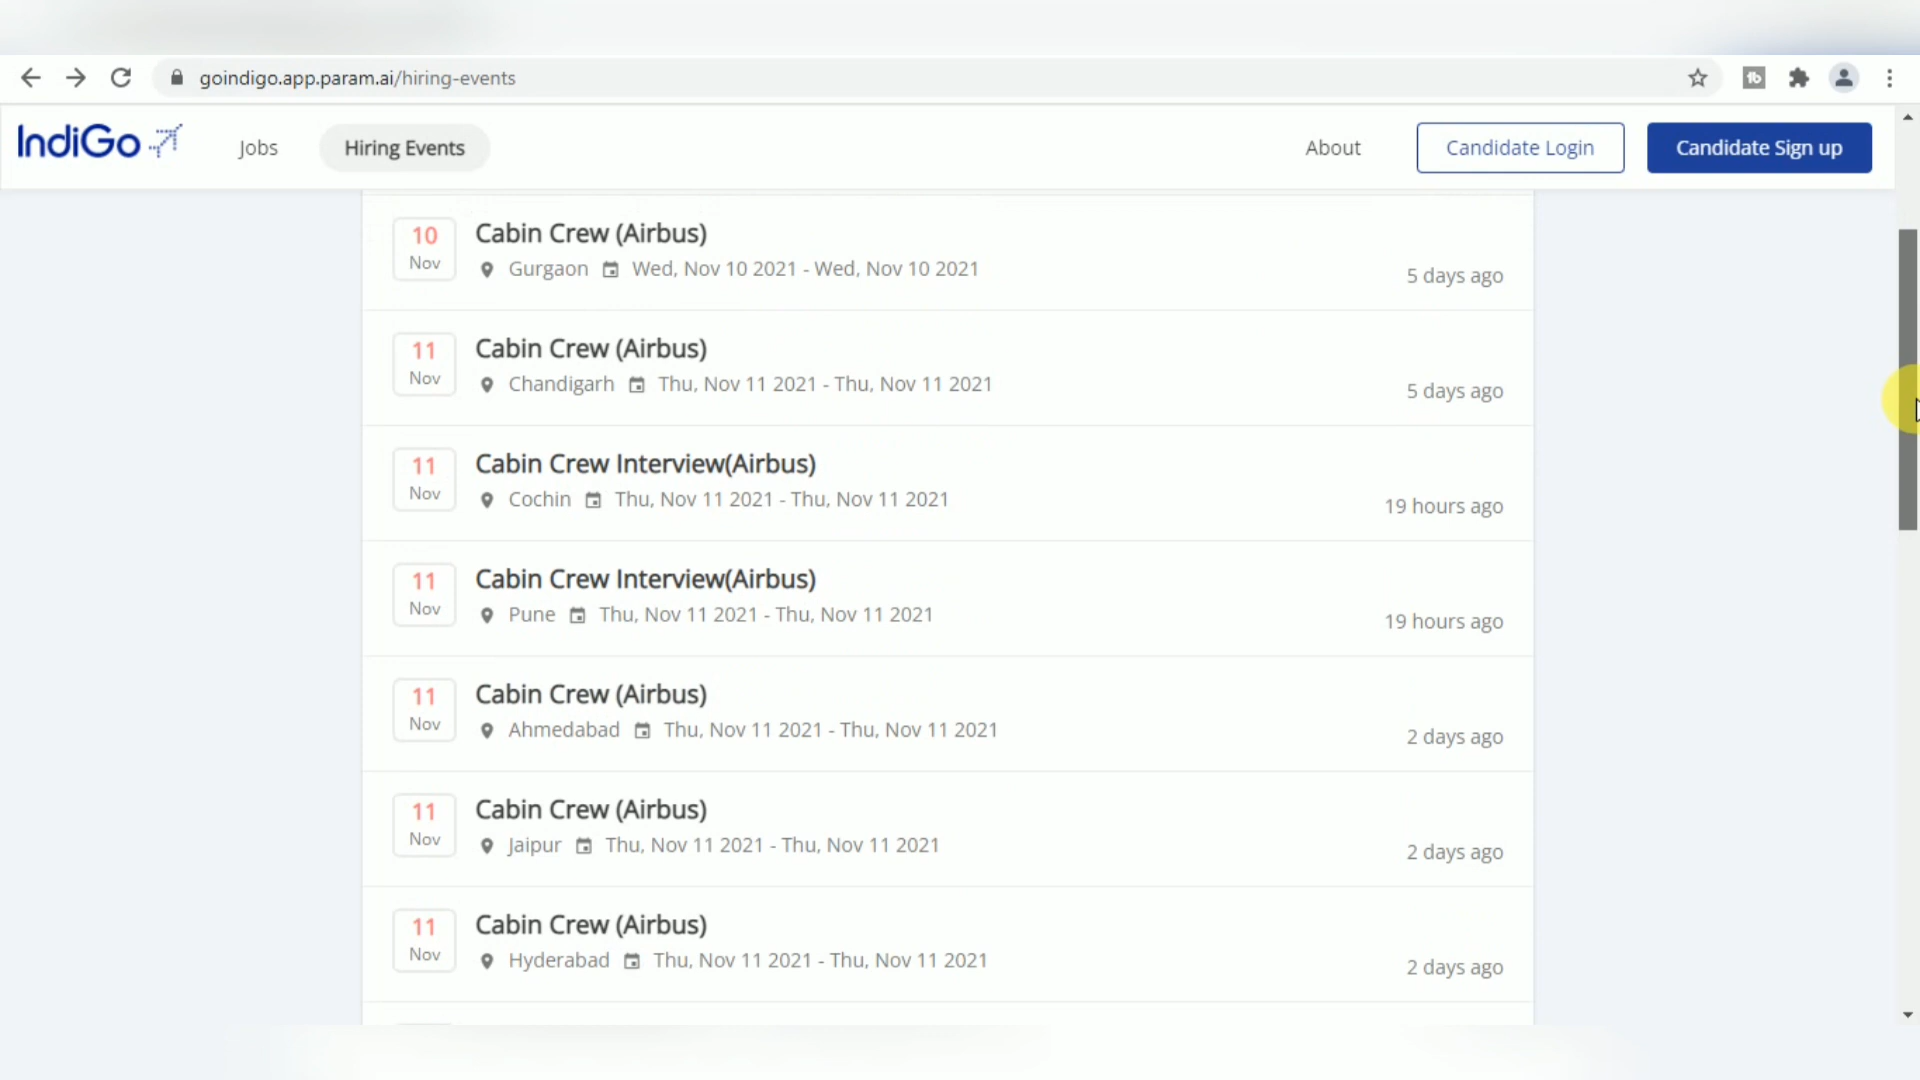 goindigo.app.param.ai/hiring-events
IndiGo
Jobs
Hiring Events
About
Candidate Login
Candidate Sign up
10
Nov
Cabin Crew (Airbus)
Gurgaon Wed, Nov 10 2021 - Wed, Nov 10 2021
5 days ago
11
Nov
Cabin Crew (Airbus)
Chandigarh Thu, Nov 11 2021 - Thu, Nov 11 2021
5 days ago
11
Nov
Cabin Crew Interview(Airbus)
Cochin Thu, Nov 11 2021 - Thu, Nov 11 2021
19 hours ago
11
Nov
Cabin Crew Interview(Airbus)
Pune Thu, Nov 11 2021 - Thu, Nov 11 2021
19 hours ago
11
Nov
Cabin Crew (Airbus)
Ahmedabad Thu, Nov 11 2021 - Thu, Nov 11 2021
2 days ago
11
Nov
Cabin Crew (Airbus)
Jaipur Thu, Nov 11 2021 - Thu, Nov 11 2021
2 days ago
11
Nov
Cabin Crew (Airbus)
Hyderabad Thu, Nov 11 2021 - Thu, Nov 11 2021
2 days ago